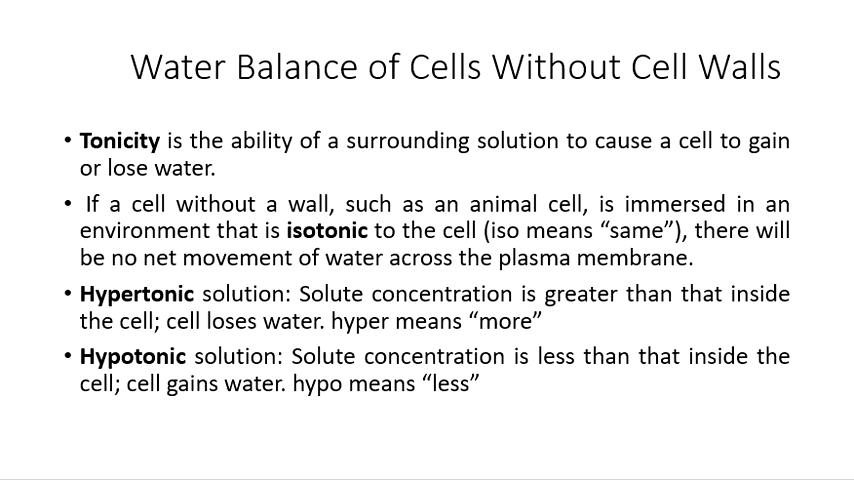 Water Balance of Cells Without Cell Walls
• Tonicity is the ability of a surrounding solution to cause a cell to gain
or lose water.
• If a cell without a wall, such as an animal cell, is immersed in an
environment that is isotonic to the cell (iso means “same”), there will
be no net movement of water across the plasma membrane.
• Hypertonic solution: Solute concentration is greater than that inside
the cell; cell loses water. hyper means “more”
• Hypotonic solution: Solute concentration is less than that inside the
cell; cell gains water. hypo means “less”